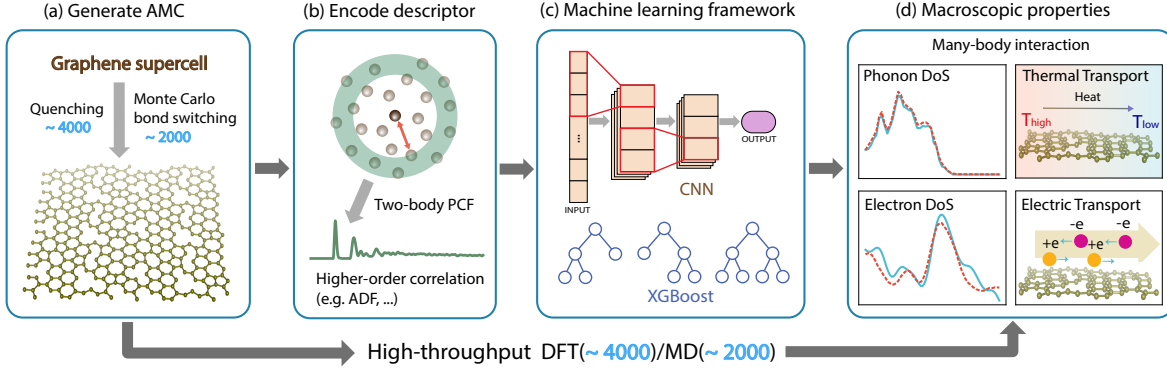 (a) Generate AMC
Graphene supercell
Quenching
~ 4000
Monte Carlo
bond switching
~ 2000
(b) Encode descriptor
Two-body PCF
Higher-order correlation
(e.g. ADF, ...)
(c) Machine learning framework
...
INPUT
OUTPUT
CNN
XGBoost
(d) Macroscopic properties
Many-body interaction
Phonon DoS
Thermal Transport
Heat
Thigh
Tlow
Electron DoS
Electric Transport
-e
-e
+e
+e
High-throughput DFT(~ 4000)/MD(~ 2000)